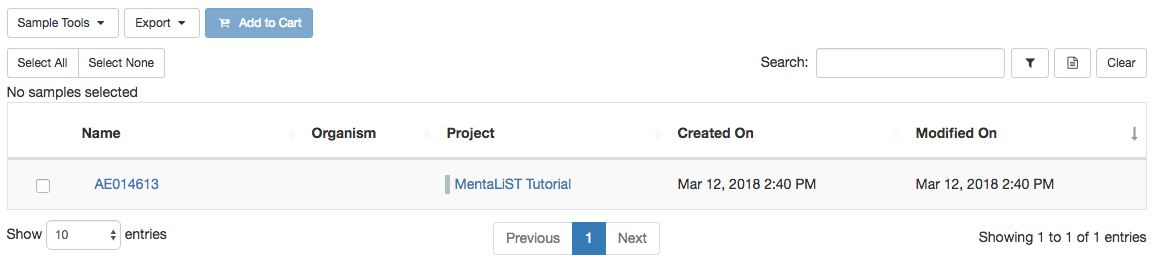 Sample Tools Export Add to Cart
Select All Select None Search: Clear
No samples selected
Name Organism Project Created On Modified On
AE014613 MentaLiST Tutorial Mar 12, 2018 2:40 PM Mar 12, 2018 2:40 PM
Show 10 entries Previous 1 Next Showing 1 to 1 of 1 entries